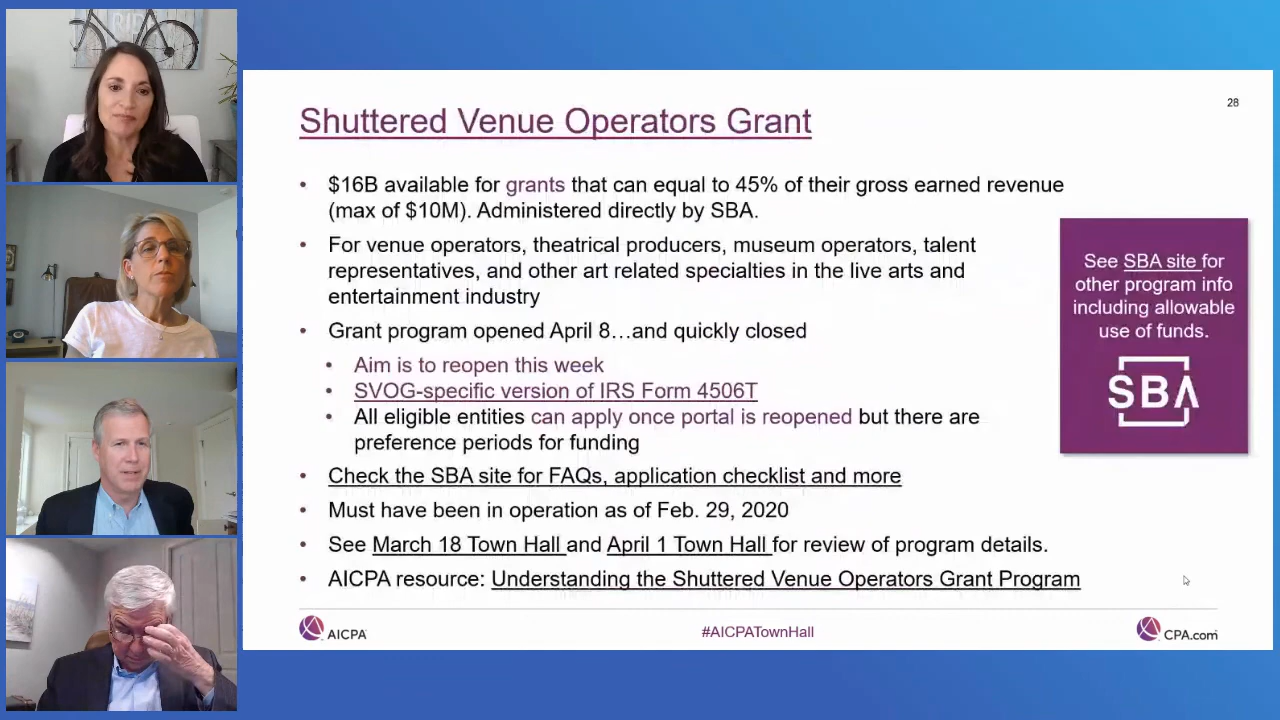 RIDE
28
Shuttered Venue Operators Grant
• $16B available for grants that can equal to 45% of their gross earned revenue
(max of $10M). Administered directly by SBA.
• For venue operators, theatrical producers, museum operators, talent
representatives, and other art related specialties in the live arts and
entertainment industry
• Grant program opened April 8…and quickly closed
• Aim is to reopen this week
• SVOG-specific version of IRS Form 4506T
• All eligible entities can apply once portal is reopened but there are
preference periods for funding
• Check the SBA site for FAQs, application checklist and more
• Must have been in operation as of Feb. 29, 2020
• See March 18 Town Hall and April 1 Town Hall for review of program details.
• AICPA resource: Understanding the Shuttered Venue Operators Grant Program
See SBA site for
other program info
including allowable
use of funds.
SBA
AICPA
#AICPATownHall
CPA.com